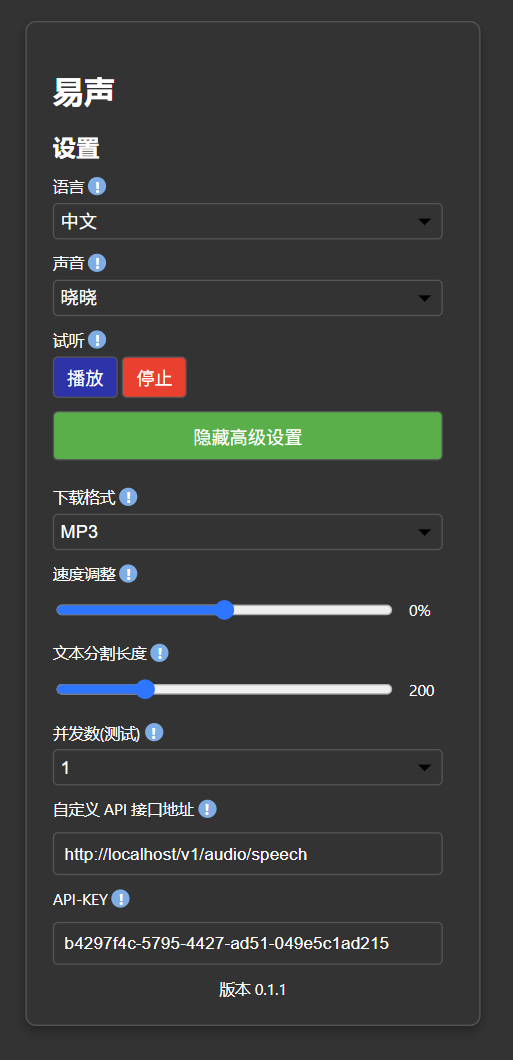 易声
设置
语言
中文
声音
晓晓
试听
播放 停止
隐藏高级设置
下载格式
MP3
速度调整
0%
文本分割长度
200
并发数(测试)
1
自定义 API 接口地址
http://localhost/v1/audio/speech
API-KEY
b4297f4c-5795-4427-ad51-049e5c1ad215
版本 0.1.1